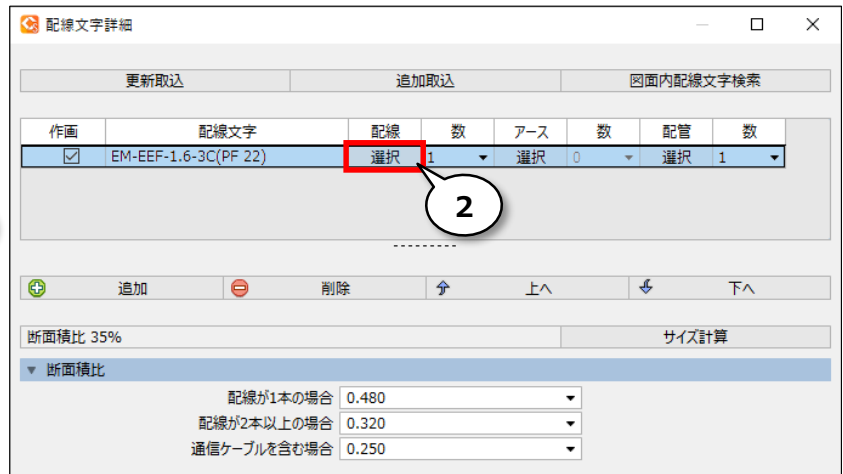 配線文字詳細
更新取込 追加取込 図面内配線文字検索
作画 配線文字 配線 数 アース 数 配管 数
EM-EEF-1.6-3C(PF 22) 選択 1 選択 0 選択 1
2
追加 削除 上へ 下へ
断面積比 35% サイズ計算
断面積比
配線が1本の場合 0.480
配線が2本以上の場合 0.320
通信ケーブルを含む場合 0.250